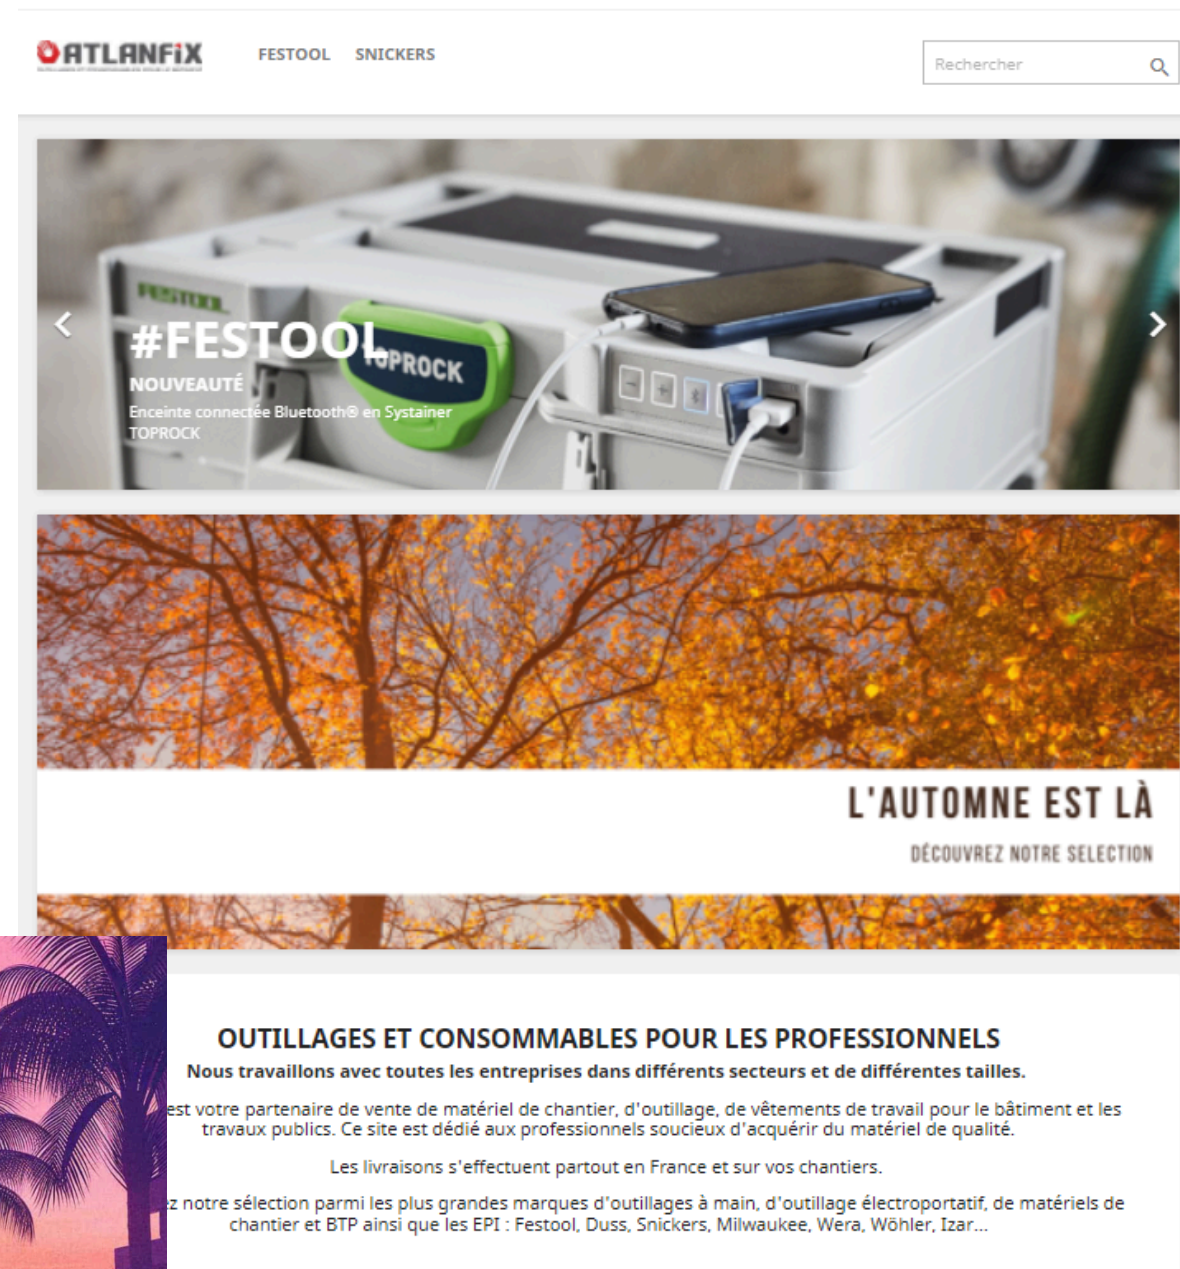 ATLANFIX
FESTOOL SNICKERS
Rechercher
FESTOOL
#FESTOOL
TOPROCK
NOUVEAUTÉ
Enceinte connectée Bluetooth® en Systainer
TOPROCK
L'AUTOMNE EST LÀ
DÉCOUVREZ NOTRE SELECTION
OUTILLAGES ET CONSOMMABLES POUR LES PROFESSIONNELS
Nous travaillons avec toutes les entreprises dans différents secteurs et de différentes tailles.
est votre partenaire de vente de matériel de chantier, d'outillage, de vêtements de travail pour le bâtiment et les
travaux publics. Ce site est dédié aux professionnels soucieux d'acquérir du matériel de qualité.
Les livraisons s'effectuent partout en France et sur vos chantiers.
notre sélection parmi les plus grandes marques d'outillages à main, d'outillage électroportatif, de matériels de
chantier et BTP ainsi que les EPI : Festool, Duss, Snickers, Milwaukee, Wera, Wöhler, Izar...